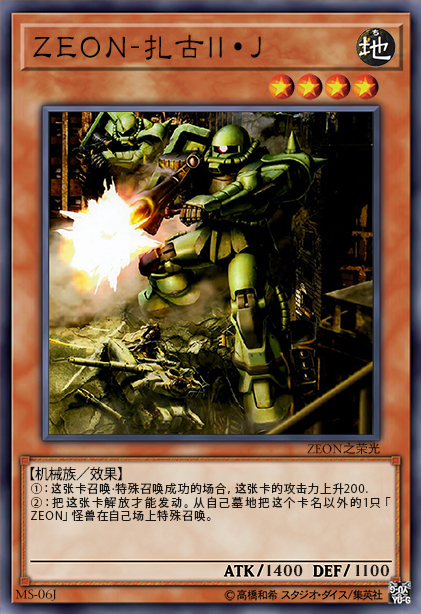 ZEON-扎古II·J
地
ZEON之荣光
【机械族／效果】
①：这张卡召唤·特殊召唤成功的场合，这张卡的攻击力上升200.
②：把这张卡解放才能发动。从自己墓地把这个卡名以外的1只「
ZEON」怪兽在自己场上特殊召唤。
ATK/1400 DEF/1100
MS-06J
©高橋和希 スタジオ・ダイス/集英社